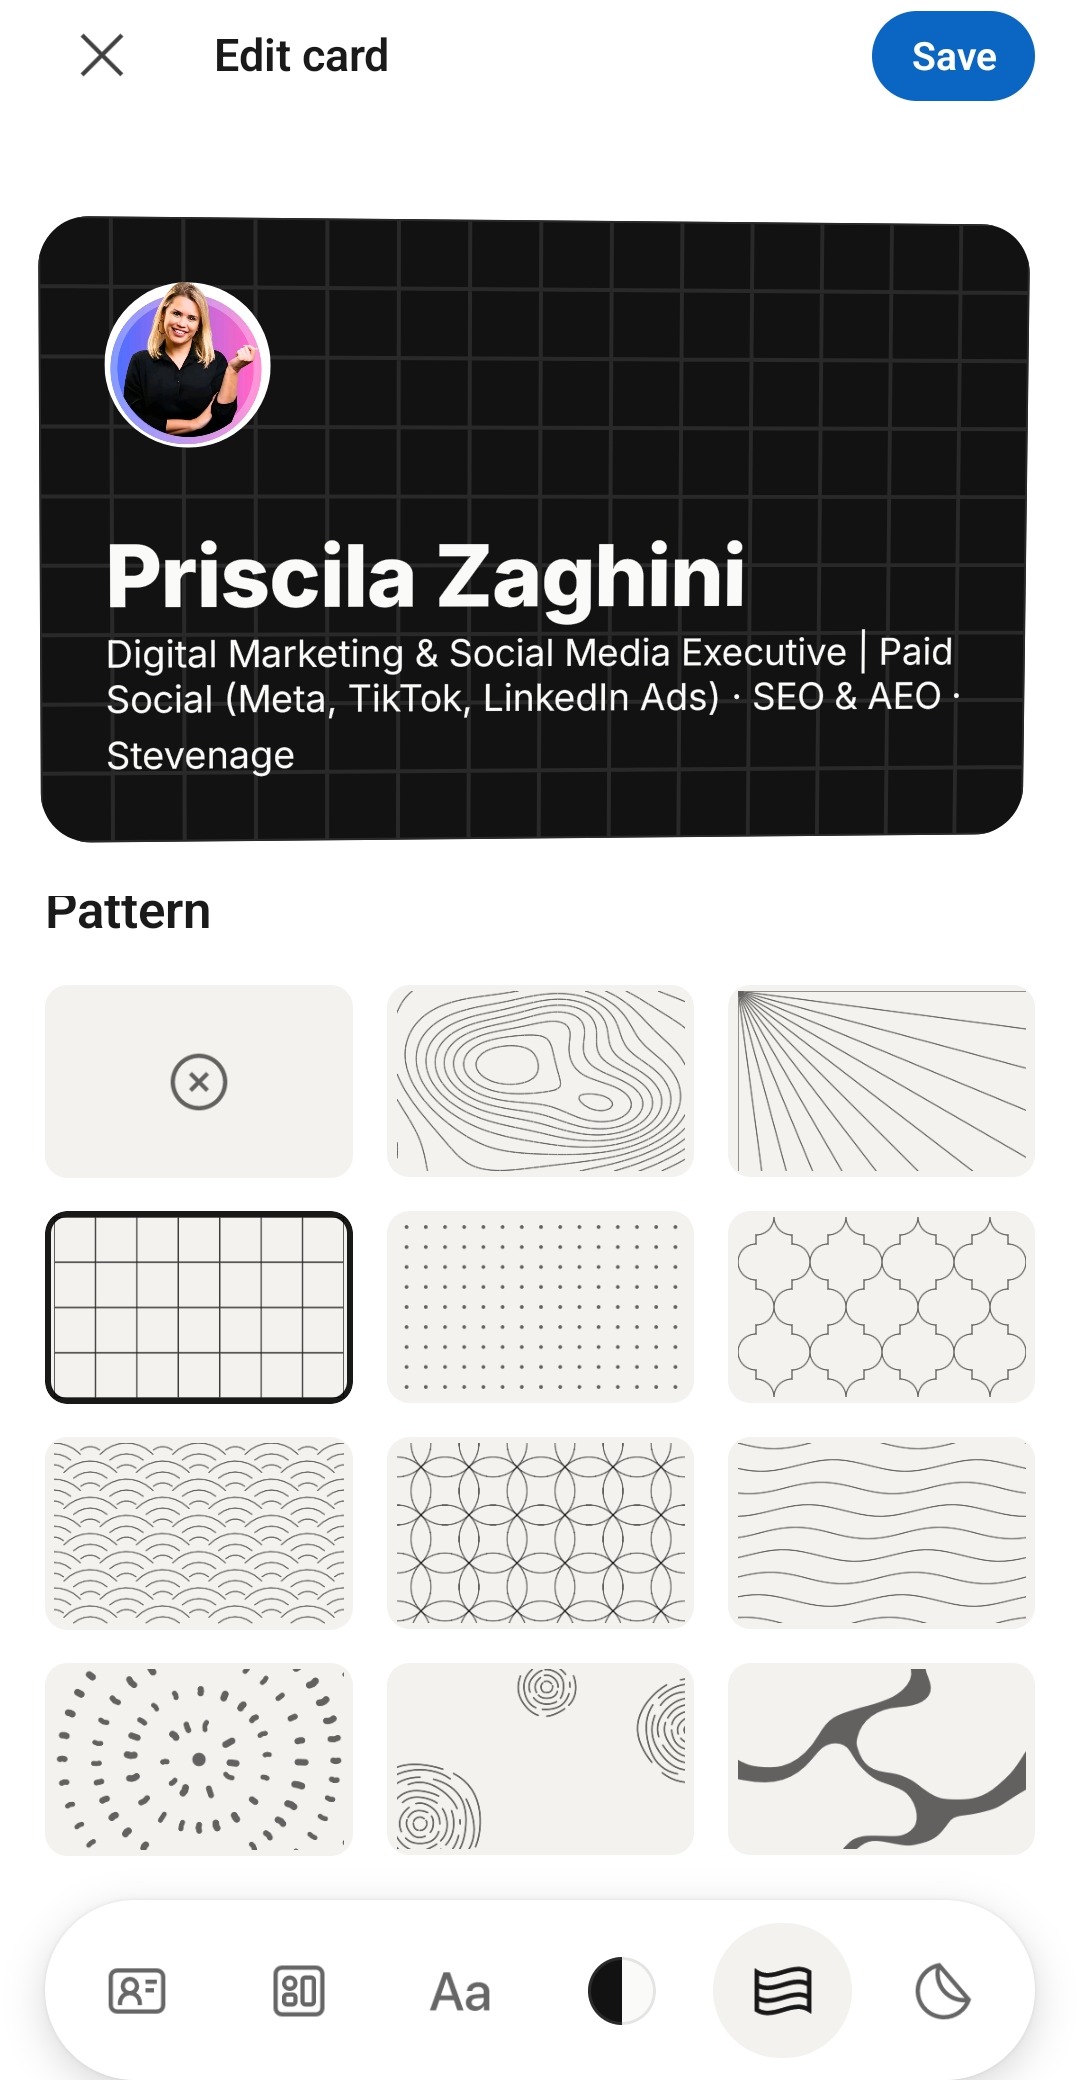 Edit card
Save
Priscila Zaghini
Digital Marketing & Social Media Executive | Paid
Social (Meta, TikTok, LinkedIn Ads) · SEO & AEO ·
Stevenage
Pattern
Aa